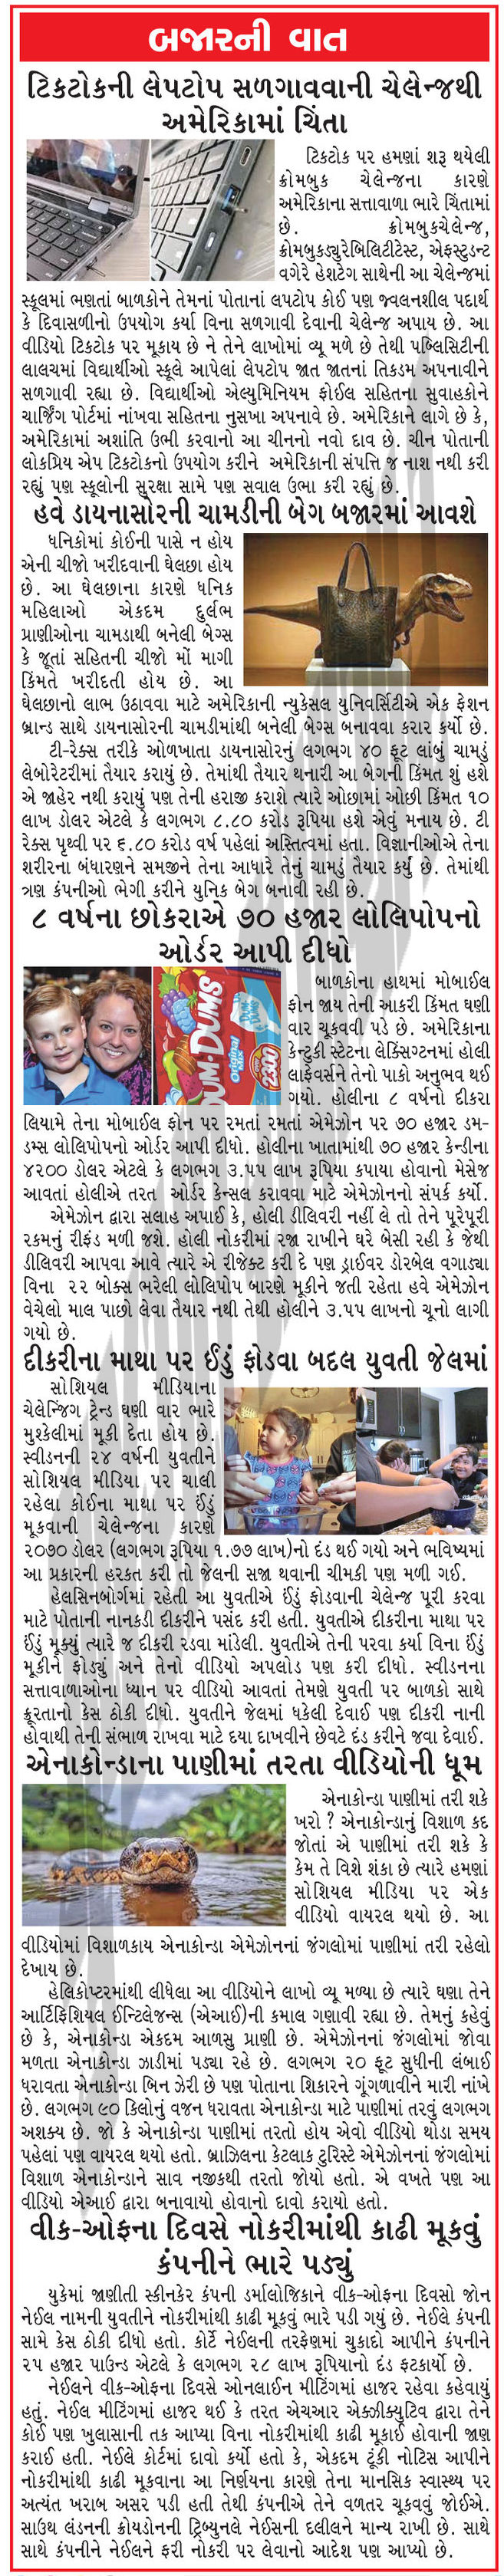 બજારની વાત
ટિકટોકની લેપટોપ સળગાવવાની ચેલેન્જથી
અમેરિકામાં ચિંતા
ટિકટોક પર હમણાં શરૂ થયેલી
ક્રોમબુક ચેલેન્જના કારણે
અમેરિકાના સત્તાવાળા ભારે ચિંતામાં
છે. ક્રોમબુકચેલેન્જ,
ક્રોમબુકડ્યુરેબિલિટીટેસ્ટ, એફસ્ટુડન્ટ
વગેરે હેશટેગ સાથેની આ ચેલેન્જમાં
સ્કૂલમાં ભણતાં બાળકોને તેમનાં પોતાનાં લપટોપ કોઈ પણ જ્વલનશીલ પદાર્થ
કે દિવાસળીનો ઉપયોગ કર્યા વિના સળગાવી દેવાની ચેલેન્જ અપાય છે. આ
વીડિયો ટિકટોક પર મૂકાય છે ને તેને લાખોમાં વ્યૂ મળે છે તેથી પબ્લિસિટીની
લાલચમાં વિદ્યાર્થીઓ સ્કૂલે આપેલાં લેપટોપ જાત જાતનાં તિકડમ અપનાવીને
સળગાવી રહ્યા છે. વિદ્યાર્થીઓ એલ્યુમિનિયમ ફોઈલ સહિતના સુવાહકોને
ચાર્જિંગ પોર્ટમાં નાંખવા સહિતના નુસખા અપનાવે છે. અમેરિકાને લાગે છે કે,
અમેરિકામાં અશાંતિ ઉભી કરવાનો આ ચીનનો નવો દાવ છે. ચીન પોતાની
લોકપ્રિય એપ ટિકટોકનો ઉપયોગ કરીને અમેરિકાની સંપત્તિ જ નાશ નથી કરી
રહ્યું પણ સ્કૂલોની સુરક્ષા સામે પણ સવાલ ઉભા કરી રહ્યું છે.
હવે ડાયનાસોરની ચામડીની બેગ બજારમાં આવશે
ધનિકોમાં કોઈની પાસે ન હોય
એની ચીજો ખરીદવાની ઘેલછા હોય
છે. આ ઘેલછાના કારણે ધનિક
મહિલાઓ એકદમ દુર્લભ
પ્રાણીઓના ચામડાથી બનેલી બેગ્સ
કે જૂતાં સહિતની ચીજો મોં માગી
કિંમતે ખરીદતી હોય છે. આ
ઘેલછાનો લાભ ઉઠાવવા માટે અમેરિકાની ન્યુકેસલ યુનિવર્સિટીએ એક ફેશન
બ્રાન્ડ સાથે ડાયનાસોરની ચામડીમાંથી બનેલી બેગ્સ બનાવવા કરાર કર્યો છે.
ટી-રેક્સ તરીકે ઓળખાતા ડાયનાસોરનું લગભગ ૪૦ ફૂટ લાંબું ચામડું
લેબોરેટરીમાં તૈયાર કરાયું છે. તેમાંથી તૈયાર થનારી આ બેગની કિંમત શું હશે
એ જાહેર નથી કરાયું પણ તેની હરાજી કરાશે ત્યારે ઓછામાં ઓછી કિંમત ૧૦
લાખ ડોલર એટલે કે લગભગ ૮.૮૦ કરોડ રૂપિયા હશે એવું મનાય છે. ટી
રેક્સ પૃથ્વી પર ૬.૮૦ કરોડ વર્ષ પહેલાં અસ્તિત્વમાં હતા. વિજ્ઞાનીઓએ તેના
શરીરના બંધારણને સમજીને તેના આધારે તેનું ચામડું તૈયાર કર્યું છે. તેમાંથી
ત્રણ કંપનીઓ ભેગી કરીને યુનિક બેગ બનાવી રહી છે.
૮ વર્ષના છોકરાએ ૭૦ હજાર લોલિપોપનો
ઓર્ડર આપી દીધો
બાળકોના હાથમાં મોબાઈલ
ફોન જાય તેની આકરી કિંમત ઘણી
વાર ચૂકવવી પડે છે. અમેરિકાના
કેન્ટુકી સ્ટેટના લેક્સિંગ્ટનમાં હોલી
લાફેવર્સને તેનો પાકો અનુભવ થઈ
ગયો. હોલીના ૮ વર્ષનો દીકરા
લિયામે તેના મોબાઈલ ફોન પર રમતાં રમતાં એમેઝોન પર ૭૦ હજાર ડમ-
ડમ્સ લોલિપોપનો ઓર્ડર આપી દીધો. હોલીના ખાતામાંથી ૭૦ હજાર કેન્ડીના
૪૨૦૦ ડોલર એટલે કે લગભગ ૩.૫૫ લાખ રૂપિયા કપાયા હોવાનો મેસેજ
આવતાં હોલીએ તરત ઓર્ડર કેન્સલ કરાવવા માટે એમેઝોનનો સંપર્ક કર્યો.
એમેઝોન દ્વારા સલાહ અપાઈ કે, હોલી ડીલિવરી નહીં લે તો તેને પૂરેપૂરી
રકમનું રીફંડ મળી જશે. હોલી નોકરીમાં રજા રાખીને ઘરે બેસી રહી કે જેથી
ડીલિવરી આપવા આવે ત્યારે એ રીજેક્ટ કરી દે પણ ડ્રાઈવર ડોરબેલ વગાડ્યા
વિના ૨૨ બોક્સ ભરેલી લોલિપોપ બારણે મૂકીને જતી રહેતા હવે એમેઝોન
વેચેલો માલ પાછો લેવા તૈયાર નથી તેથી હોલીને ૩.૫૫ લાખનો ચૂનો લાગી
ગયો છે.
DUM DUMS
Original
MIX
2300
દીકરીના માથા પર ઈંડું ફોડવા બદલ યુવતી જેલમાં
સોશિયલ મીડિયાના
ચેલેન્જિંગ ટ્રેન્ડ ઘણી વાર ભારે
મુશ્કેલીમાં મૂકી દેતા હોય છે.
સ્વીડનની ૨૪ વર્ષની યુવતીને
સોશિયલ મીડિયા પર ચાલી
રહેલા કોઈના માથા પર ઈંડું
મૂકવાની ચેલેન્જના કારણે
૨૦૭૦ ડોલર (લગભગ રૂપિયા ૧.૭૭ લાખ)નો દંડ થઈ ગયો અને ભવિષ્યમાં
આ પ્રકારની હરકત કરી તો જેલની સજા થવાની ચીમકી પણ મળી ગઈ.
હેલસિનબોર્ગમાં રહેતી આ યુવતીએ ઈંડું ફોડવાની ચેલેન્જ પૂરી કરવા
માટે પોતાની નાનકડી દીકરીને પસંદ કરી હતી. યુવતીએ દીકરીના માથા પર
ઈંડું મૂક્યું ત્યારે જ દીકરી રડવા માંડેલી. યુવતીએ તેની પરવા કર્યા વિના ઈંડું
મૂકીને ફોડ્યું અને તેનો વીડિયો અપલોડ પણ કરી દીધો. સ્વીડનના
સત્તાવાળાઓના ધ્યાન પર વીડિયો આવતાં તેમણે યુવતી પર બાળકો સાથે
ક્રૂરતાનો કેસ ઠોકી દીધો. યુવતીને જેલમાં ધકેલી દેવાઈ પણ દીકરી નાની
હોવાથી તેની સંભાળ રાખવા માટે દયા દાખવીને છેવટે દંડ કરીને જવા દેવાઈ.
એનાકોન્ડાના પાણીમાં તરતા વીડિયોની ધૂમ
એનાકોન્ડા પાણીમાં તરી શકે
ખરો ? એનાકોન્ડાનું વિશાળ કદ
જોતાં એ પાણીમાં તરી શકે કે
કેમ તે વિશે શંકા છે ત્યારે હમણાં
સોશિયલ મીડિયા પર એક
વીડિયો વાયરલ થયો છે. આ
વીડિયોમાં વિશાળકાય એનાકોન્ડા એમેઝોનનાં જંગલોમાં પાણીમાં તરી રહેલો
દેખાય છે.
હેલિકોપ્ટરમાંથી લીધેલા આ વીડિયોને લાખો વ્યૂ મળ્યા છે ત્યારે ઘણા તેને
આર્ટિફિશિયલ ઈન્ટિલેજન્સ (એઆઈ)ની કમાલ ગણાવી રહ્યા છે. તેમનું કહેવું
છે કે, એનાકોન્ડા એકદમ આળસુ પ્રાણી છે. એમેઝોનનાં જંગલોમાં જોવા
મળતા એનાકોન્ડા ઝાડીમાં પડ્યા રહે છે. લગભગ ૨૦ ફૂટ સુધીની લંબાઈ
ધરાવતા એનાકોન્ડા બિન ઝેરી છે પણ પોતાના શિકારને ગૂંગળાવીને મારી નાંખે
છે. લગભગ ૯૦ કિલોનું વજન ધરાવતા એનાકોન્ડા માટે પાણીમાં તરવું લગભગ
અશક્ય છે. જો કે એનાકોન્ડા પાણીમાં તરતો હોય એવો વીડિયો થોડા સમય
પહેલાં પણ વાયરલ થયો હતો. બ્રાઝિલના કેટલાક ટુરિસ્ટે એમેઝોનનાં જંગલોમાં
વિશાળ એનાકોન્ડાને સાવ નજીકથી તરતો જોયો હતો. એ વખતે પણ આ
વીડિયો એઆઈ દ્વારા બનાવાયો હોવાનો દાવો કરાયો હતો.
વીક-ઓફના દિવસે નોકરીમાંથી કાઢી મૂકવું
કંપનીને ભારે પડ્યું
યુકેમાં જાણીતી સ્કીનકેર કંપની ડર્માલોજિકાને વીક-ઓફના દિવસો જોન
નેઈલ નામની યુવતીને નોકરીમાંથી કાઢી મૂકવું ભારે પડી ગયું છે. નેઈલે કંપની
સામે કેસ ઠોકી દીધો હતો. કોર્ટે નેઈલની તરફેણમાં ચુકાદો આપીને કંપનીને
૨૫ હજાર પાઉન્ડ એટલે કે લગભગ ૨૮ લાખ રૂપિયાનો દંડ ફટકાર્યો છે.
નેઈલને વીક-ઓફના દિવસે ઓનલાઈન મીટિંગમાં હાજર રહેવા કહેવાયું
હતું. નેઈલ મીટિંગમાં હાજર થઈ કે તરત એચઆર એક્ઝીક્યુટિવ દ્વારા તેને
કોઈ પણ ખુલાસાની તક આપ્યા વિના નોકરીમાંથી કાઢી મૂકાઈ હોવાની જાણ
કરાઈ હતી. નેઈલે કોર્ટમાં દાવો કર્યો હતો કે, એકદમ ટૂંકી નોટિસ આપીને
નોકરીમાંથી કાઢી મૂકવાના આ નિર્ણયના કારણે તેના માનસિક સ્વાસ્થ્ય પર
અત્યંત ખરાબ અસર પડી હતી તેથી કંપનીએ તેને વળતર ચૂકવવું જોઈએ.
સાઉથ લંડનની ક્રોયડોનની ટ્રિબ્યુનલે નેઈસની દલીલને માન્ય રાખી છે. સાથે
સાથે કંપનીને નેઈલને ફરી નોકરી પર લેવાનો આદેશ પણ આપ્યો છે.